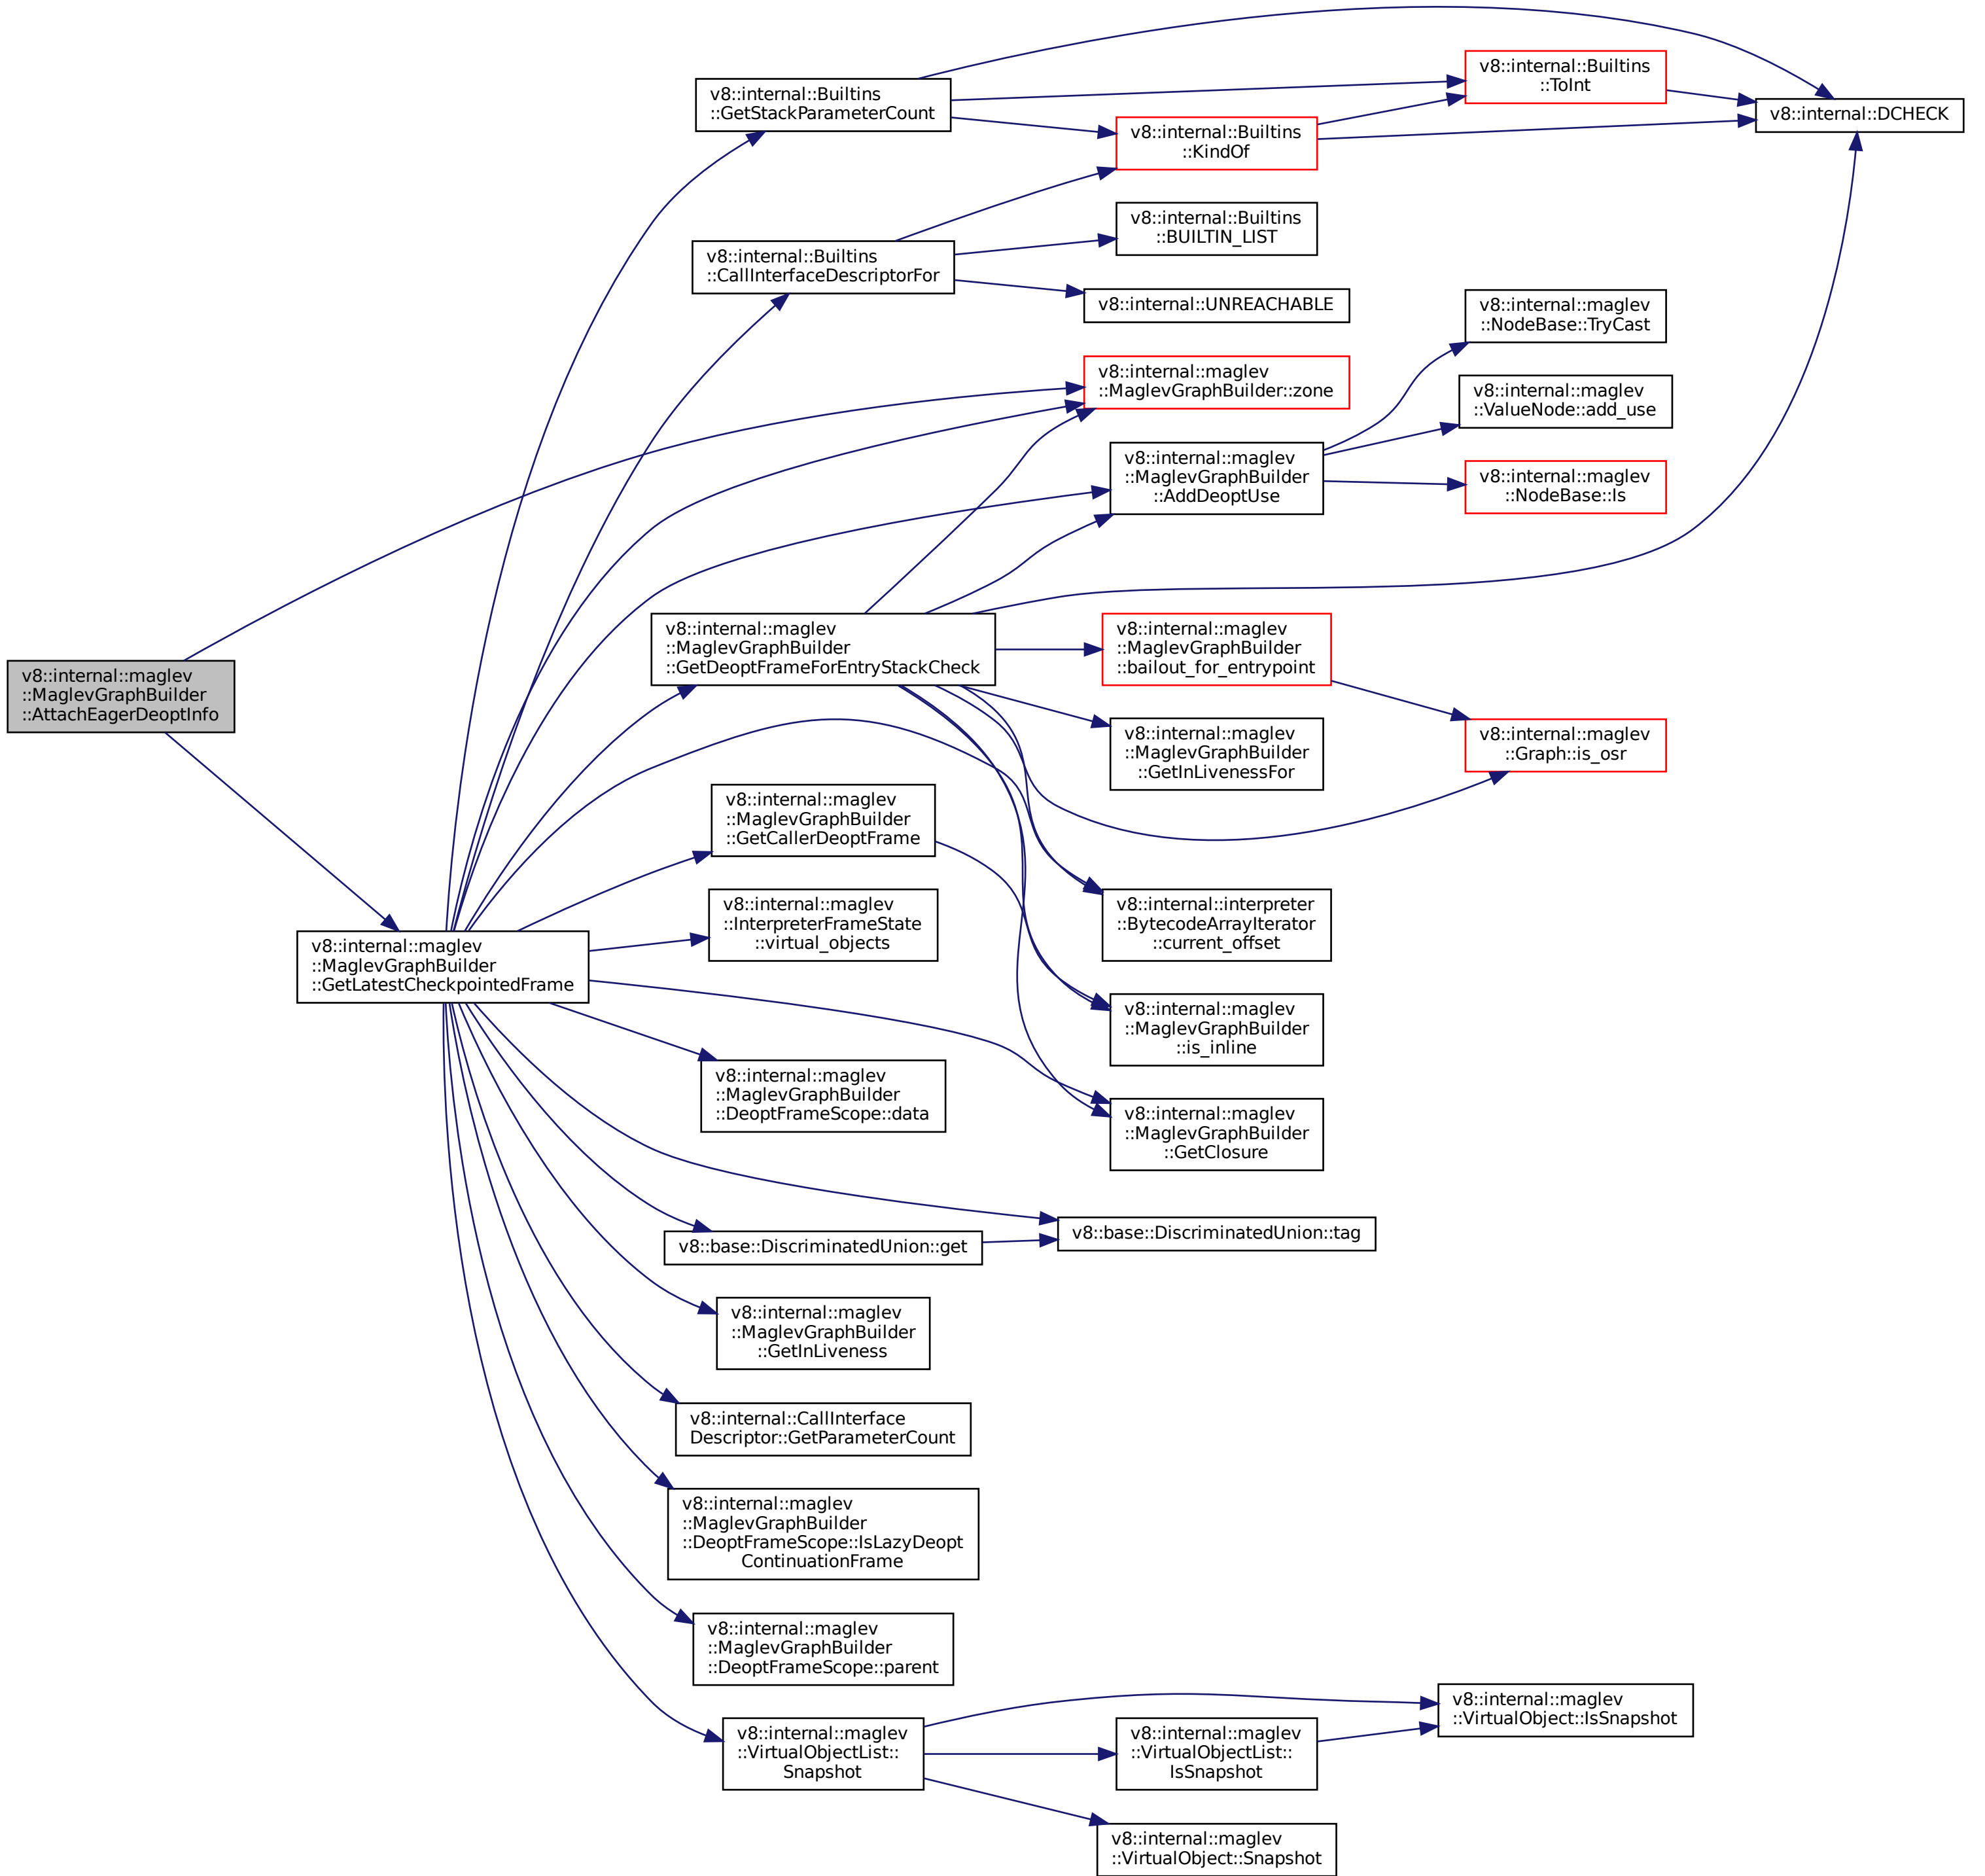 v8::internal::Builtins
::GetStackParameterCount
v8::internal::Builtins
::ToInt
v8::internal::DCHECK
v8::internal::Builtins
::KindOf
v8::internal::Builtins
::BUILTIN_LIST
v8::internal::Builtins
::CallInterfaceDescriptorFor
v8::internal::UNREACHABLE
v8::internal::maglev
::NodeBase::TryCast
v8::internal::maglev
::MaglevGraphBuilder::zone
v8::internal::maglev
::ValueNode::add_use
v8::internal::maglev
::MaglevGraphBuilder
::AddDeoptUse
v8::internal::maglev
::NodeBase::Is
v8::internal::maglev
::MaglevGraphBuilder
::GetDeoptFrameForEntryStackCheck
v8::internal::maglev
::MaglevGraphBuilder
::bailout_for_entrypoint
v8::internal::maglev
::MaglevGraphBuilder
::AttachEagerDeoptInfo
v8::internal::maglev
::MaglevGraphBuilder
::GetInLivenessFor
v8::internal::maglev
::Graph::is_osr
v8::internal::maglev
::MaglevGraphBuilder
::GetCallerDeoptFrame
v8::internal::maglev
::InterpreterFrameState
::virtual_objects
v8::internal::interpreter
::BytecodeArrayIterator
::current_offset
v8::internal::maglev
::MaglevGraphBuilder
::GetLatestCheckpointedFrame
v8::internal::maglev
::MaglevGraphBuilder
::is_inline
v8::internal::maglev
::MaglevGraphBuilder
::DeoptFrameScope::data
v8::internal::maglev
::MaglevGraphBuilder
::GetClosure
v8::base::DiscriminatedUnion::get
v8::base::DiscriminatedUnion::tag
v8::internal::maglev
::MaglevGraphBuilder
::GetInLiveness
v8::internal::CallInterface
Descriptor::GetParameterCount
v8::internal::maglev
::MaglevGraphBuilder
::DeoptFrameScope::IsLazyDeopt
ContinuationFrame
v8::internal::maglev
::MaglevGraphBuilder
::DeoptFrameScope::parent
v8::internal::maglev
::VirtualObjectList::
Snapshot
v8::internal::maglev
::VirtualObjectList::
IsSnapshot
v8::internal::maglev
::VirtualObject::IsSnapshot
v8::internal::maglev
::VirtualObject::Snapshot